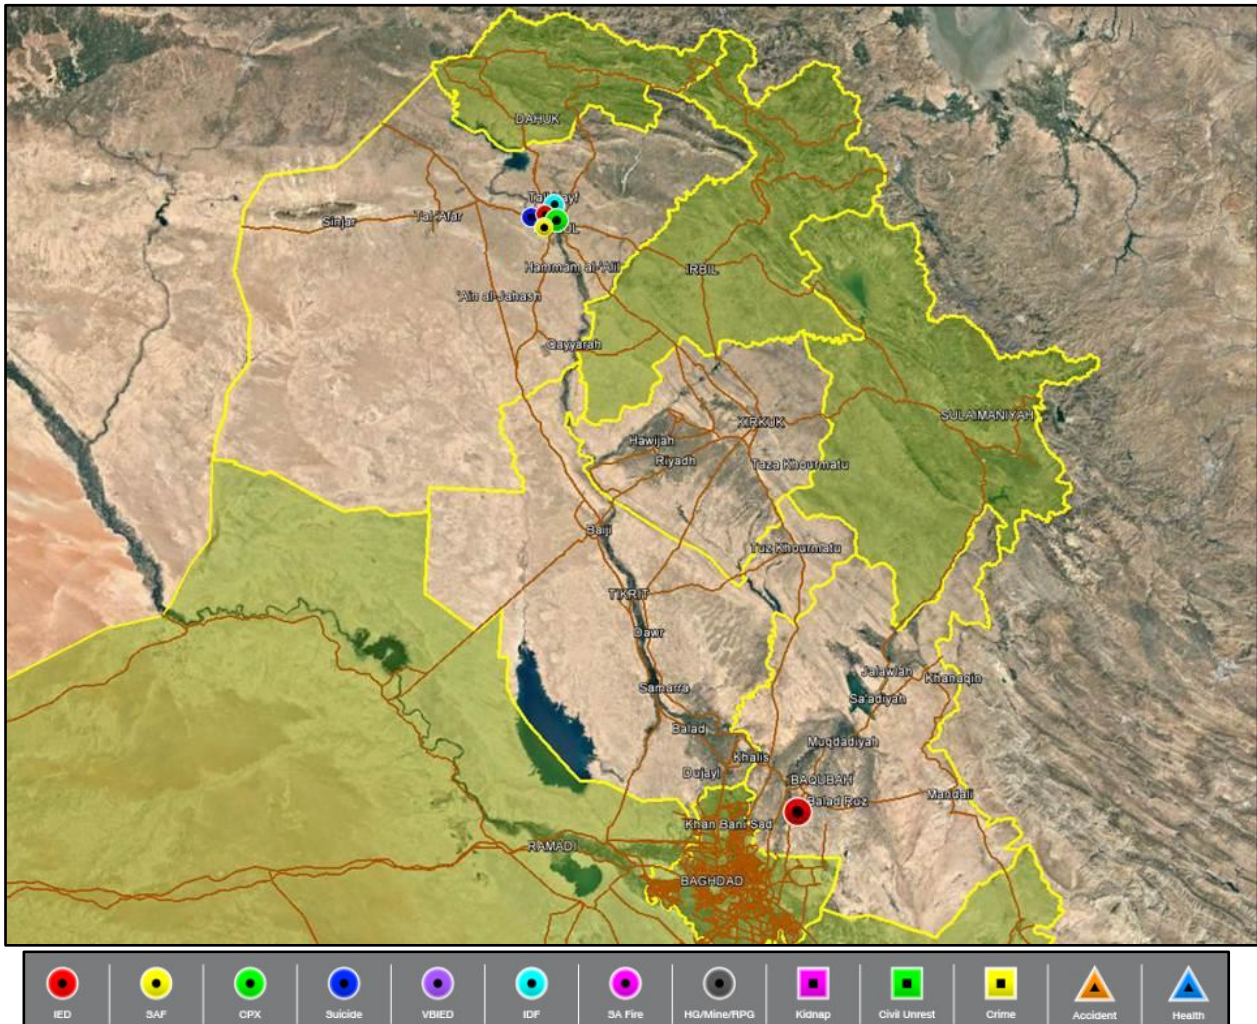 DAHUK
Sinjar
Tal 'Afar
Hammam al-'Alil
'Ain al-Jahash
IRBIL
Qayyarah
SULAIMANIYAH
KIRKUK
Hawijah
Riyadh
Taza Khourmatu
Baiji
Tuz Khourmatu
TIKRIT
Dawr
Jalawlah
Khanaqin
Samarra
Sa'adiyah
Balad
Muqdadiyah
Khalis
Dujayl
BAQUBAH
Mandali
Balad Ruz
Khan Bani Sad
RAMADI
BAGHDAD
IED SAF CPX Suicide VBIED IDF SA Fire HG/Mine/RPG Kidnap Civil Unrest Crime Accident Health